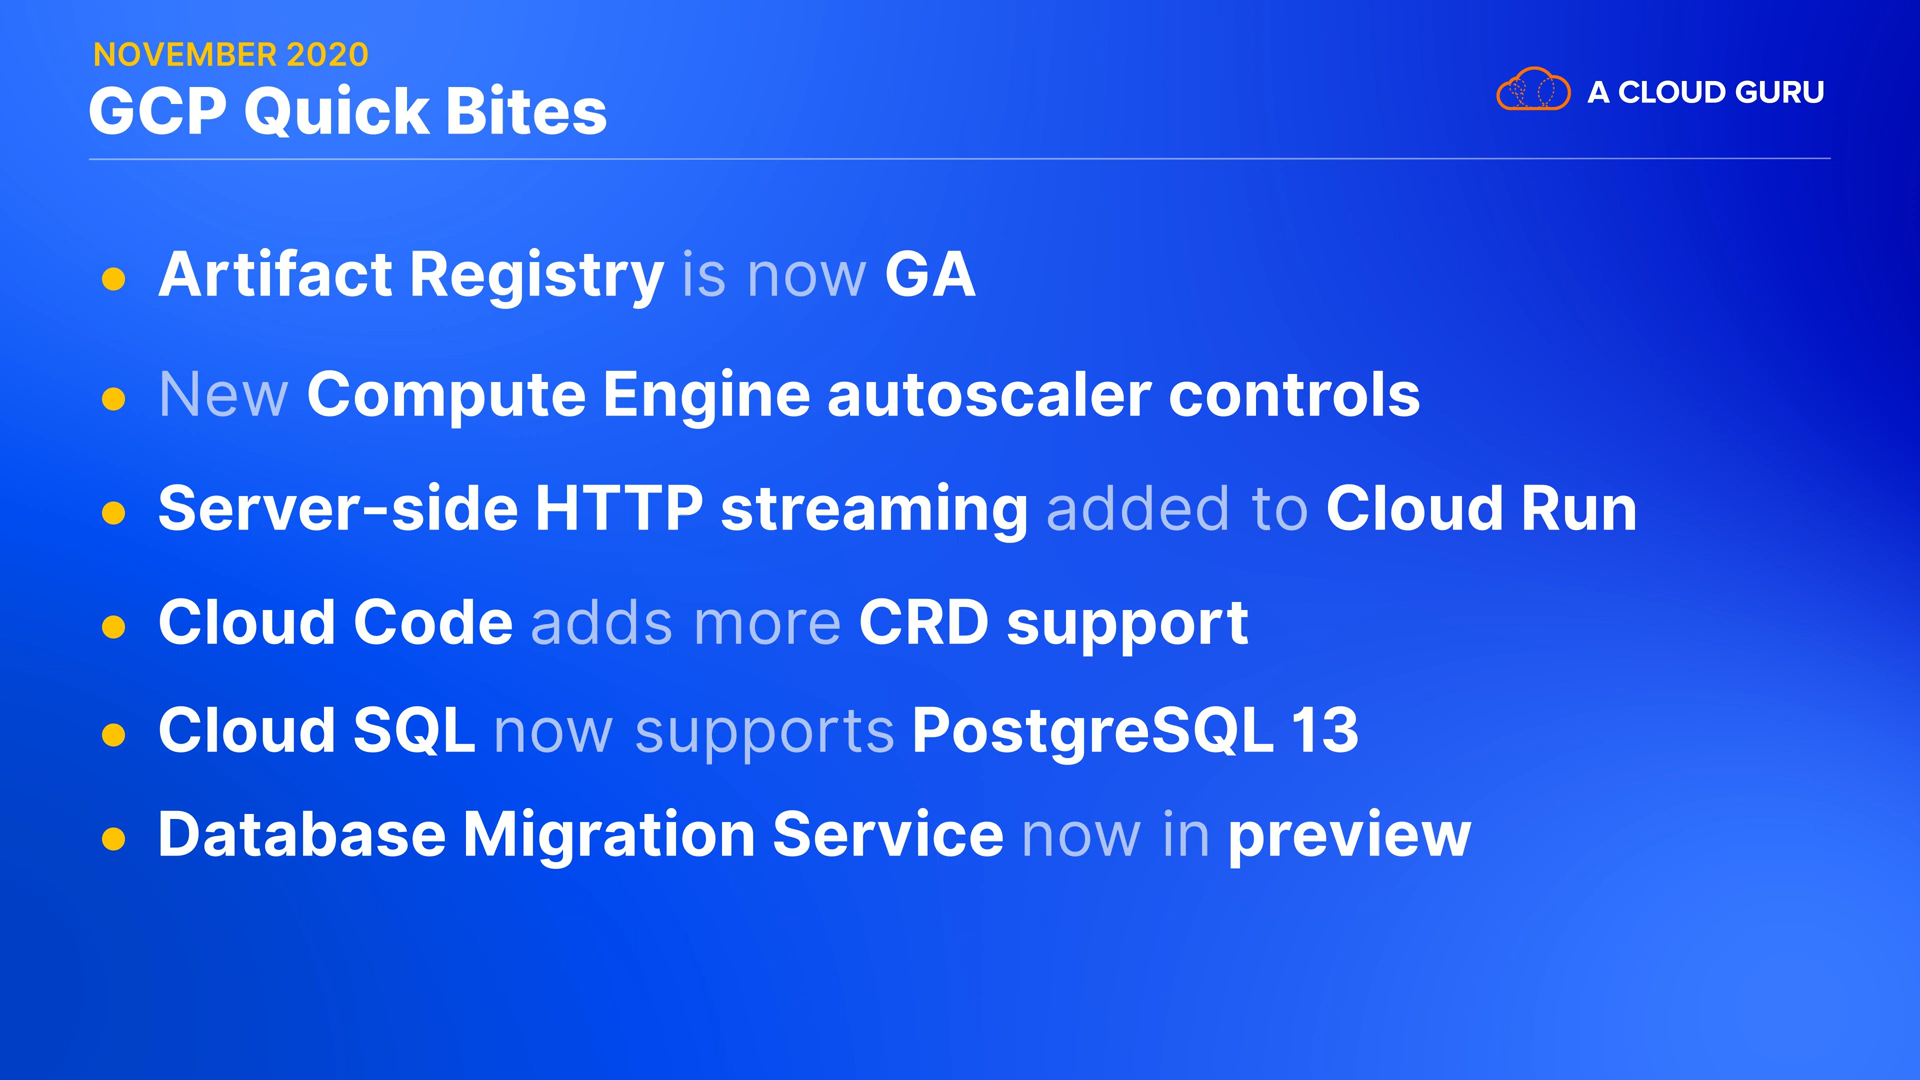 NOVEMBER 2020
GCP Quick Bites
A CLOUD GURU
Artifact Registry is now GA
New Compute Engine autoscaler controls
Server-side HTTP streaming added to Cloud Run
Cloud Code adds more CRD support
Cloud SQL now supports PostgreSQL 13
Database Migration Service now in preview